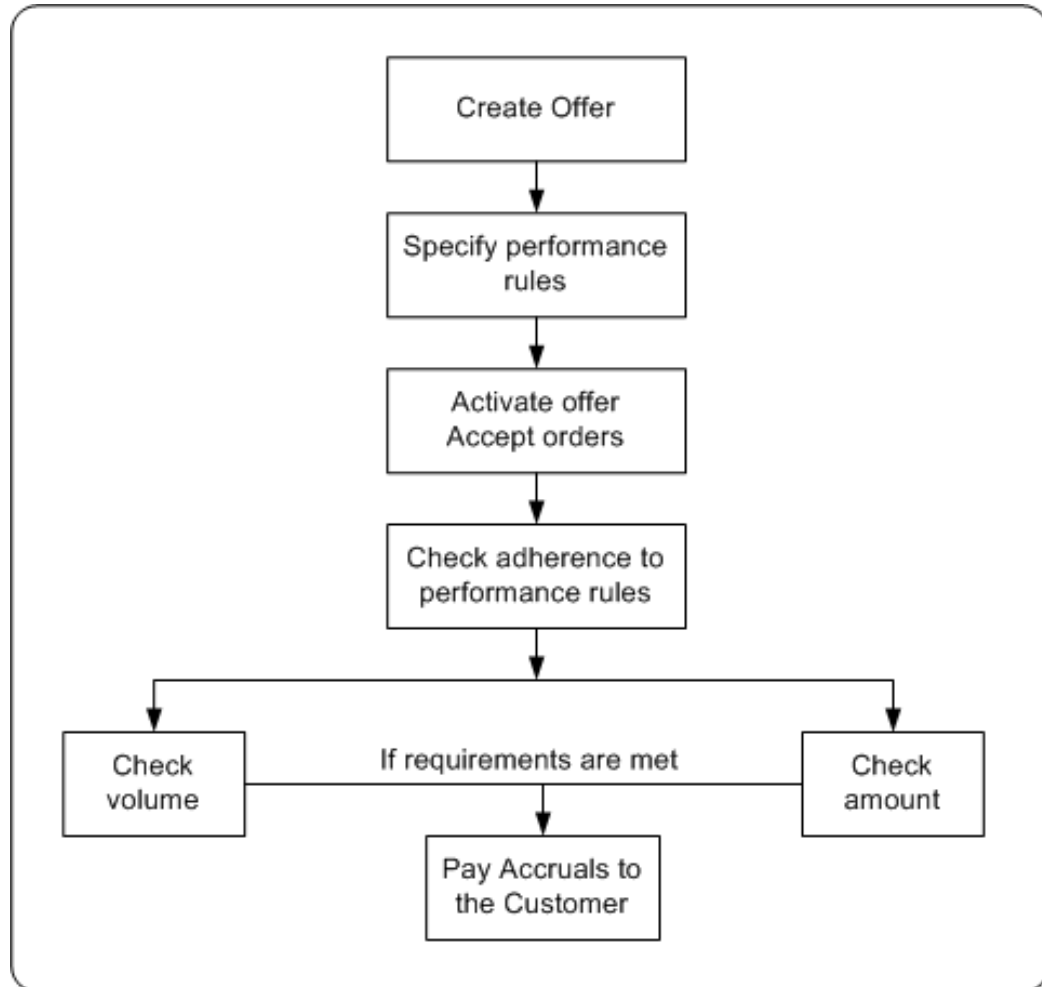 Create Offer
Specify performance
rules
Activate offer
Accept orders
Check adherence to
performance rules
Check
volume
If requirements are met
Check
amount
Pay Accruals to
the Customer